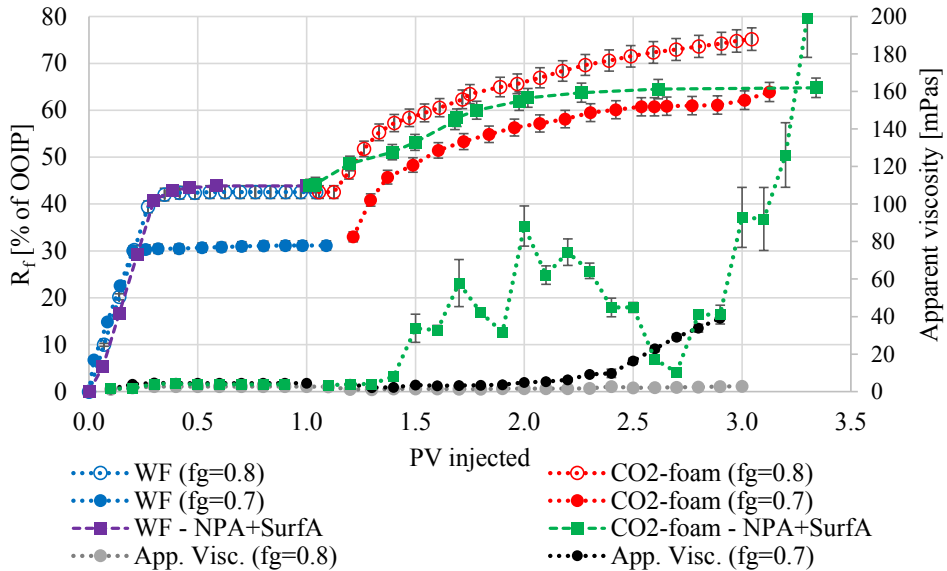 R_f [% of OOIP]
80
70
60
50
40
30
20
10
0
200
180
160
140
120
100
80
60
40
20
0
Apparent viscosity [mPas]
0.0 0.5 1.0 1.5 2.0 2.5 3.0 3.5
PV injected
WF (fg=0.8) CO2-foam (fg=0.8)
WF (fg=0.7) CO2-foam (fg=0.7)
WF - NPA+SurfA CO2-foam - NPA+SurfA
App. Visc. (fg=0.8) App. Visc. (fg=0.7)